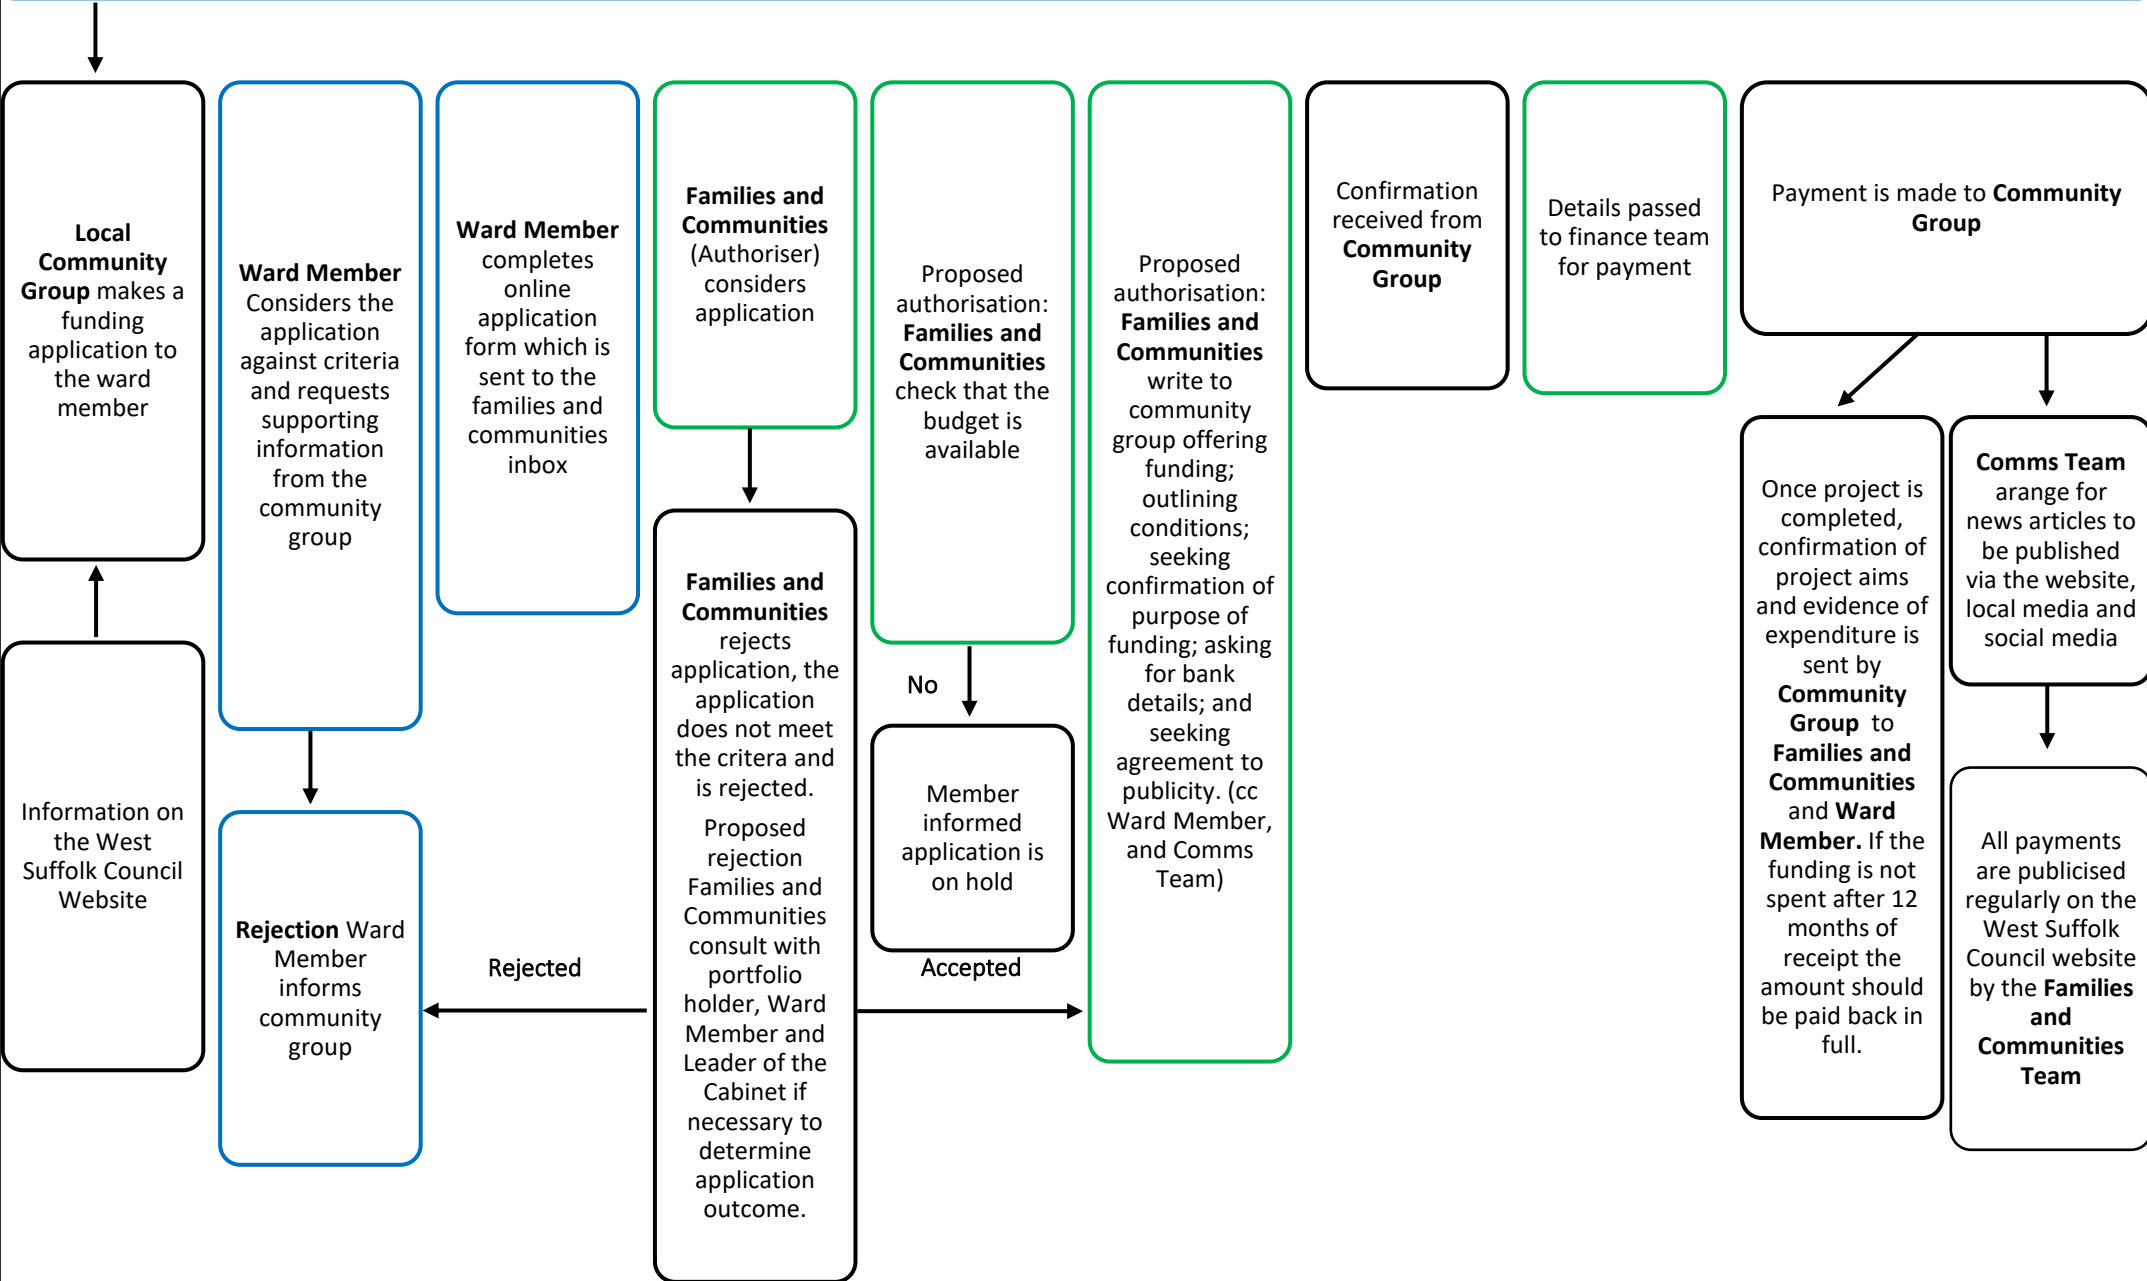 Local
Community
Group makes a
funding
application to
the ward
member
Information on
the West
Suffolk Council
Website
Ward Member
Considers the
application
against criteria
and requests
supporting
information
from the
community
group
Rejection Ward
Member
informs
community
group
Ward Member
completes
online
application
form which is
sent to the
families and
communities
inbox
Rejected
Families and
Communities
(Authoriser)
considers
application
Families and
Communities
rejects
application, the
application
does not meet
the critera and
is rejected.
Proposed
rejection
Families and
Communities
consult with
portfolio
holder, Ward
Member and
Leader of the
Cabinet if
necessary to
determine
application
outcome.
Proposed
authorisation:
Families and
Communities
check that the
budget is
available
No
Member
informed
application is
on hold
Accepted
Proposed
authorisation:
Families and
Communities
write to
community
group offering
funding;
outlining
conditions;
seeking
confirmation of
purpose of
funding; asking
for bank
details; and
seeking
agreement to
publicity. (cc
Ward Member,
and Comms
Team)
Confirmation
received from
Community
Group
Details passed
to finance team
for payment
Payment is made to Community
Group
Once project is
completed,
confirmation of
project aims
and evidence of
expenditure is
sent by
Community
Group to
Families and
Communities
and Ward
Member. If the
funding is not
spent after 12
months of
receipt the
amount should
be paid back in
full.
Comms Team
arange for
news articles to
be published
via the website,
local media and
social media
All payments
are publicised
regularly on the
West Suffolk
Council website
by the Families
and
Communities
Team